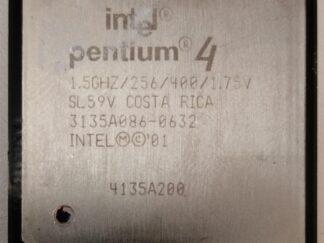 intel®
pentium® 4
1.5GHZ/256/400/1.75V
SL59V COSTA RICA
3135A086-0632
INTEL Ⓜ © '01
4135A200